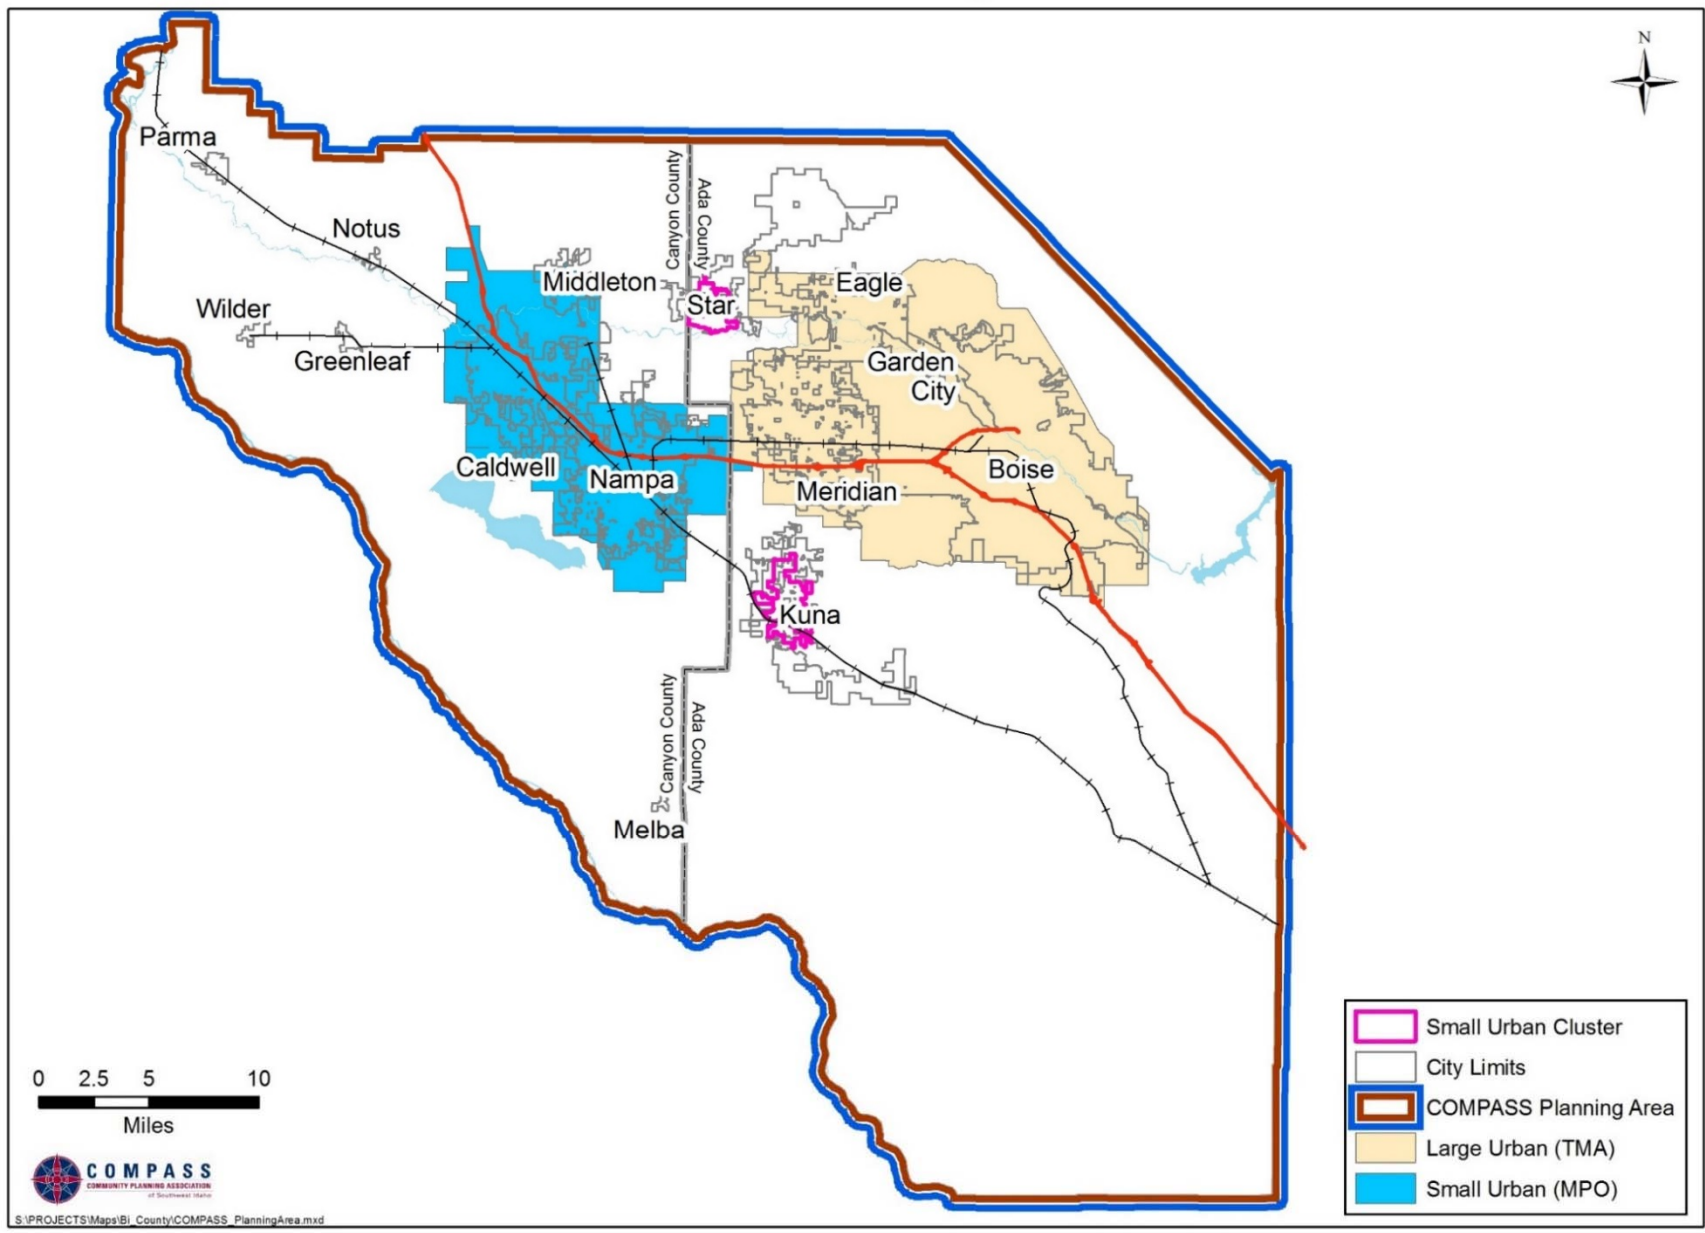 N
Parma
Notus
Wilder
Greenleaf
Middleton
Canyon County
Ada County
Star
Eagle
Garden
City
Caldwell
Nampa
Meridian
Boise
Kuna
Canyon County
Ada County
Melba
0 2.5 5 10
Miles
COMPASS
COMMUNITY PLANNING ASSOCIATION
of Southwest Idaho
S:\PROJECTS\Maps\Bi_County\COMPASS_PlanningArea.mxd
Small Urban Cluster
City Limits
COMPASS Planning Area
Large Urban (TMA)
Small Urban (MPO)